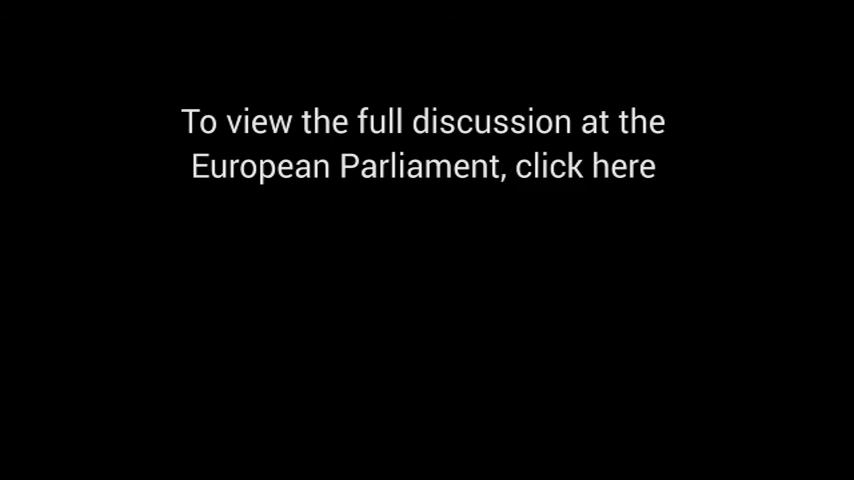 To view the full discussion at the
European Parliament, click here